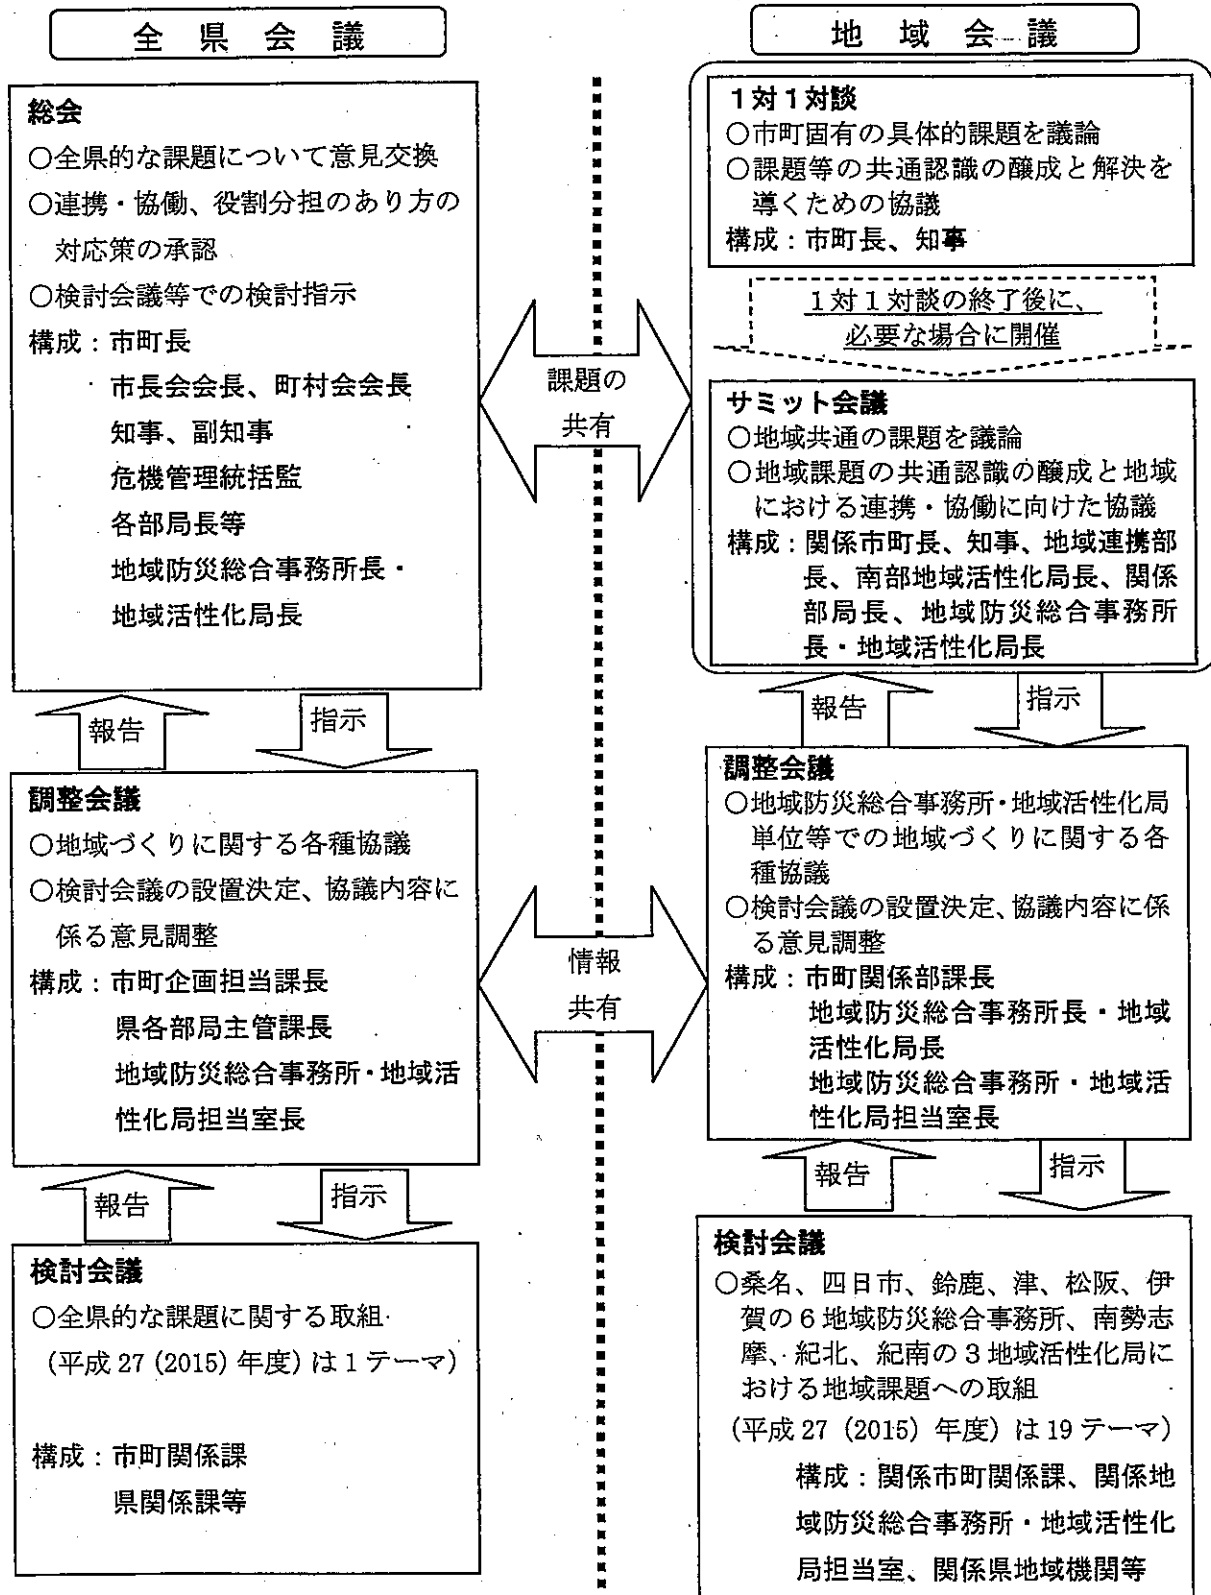 全県会議
総会
○全県的な課題について意見交換
○連携・協働、役割分担のあり方の
対応策の承認
○検討会議等での検討指示
構成：市町長
市長会会長、町村会会長
知事、副知事
危機管理統括監
各部局長等
地域防災総合事務所長・
地域活性化局長
報告
指示
調整会議
○地域づくりに関する各種協議
○検討会議の設置決定、協議内容に
係る意見調整
構成：市町企画担当課長
県各部局主管課長
地域防災総合事務所・地域活
性化局担当室長
報告
指示
検討会議
○全県的な課題に関する取組
（平成 27 (2015) 年度）は 1 テーマ）
構成：市町関係課
県関係課等
課題の
共有
情報
共有
地域会議
１対１対談
○市町固有の具体的課題を議論
○課題等の共通認識の醸成と解決を
導くための協議
構成：市町長、知事
１対１対談の終了後に、
必要な場合に開催
サミット会議
○地域共通の課題を議論
○地域課題の共通認識の醸成と地域
における連携・協働に向けた協議
構成：関係市町長、知事、地域連携部
長、南部地域活性化局長、関係
部局長、地域防災総合事務所
長・地域活性化局長
報告
指示
調整会議
○地域防災総合事務所・地域活性化局
単位等での地域づくりに関する各
種協議
○検討会議の設置決定、協議内容に係
る意見調整
構成：市町関係部課長
地域防災総合事務所長・地域
活性化局長
地域防災総合事務所・地域活
性化局担当室長
報告
指示
検討会議
○桑名、四日市、鈴鹿、津、松阪、伊
賀の６地域防災総合事務所、南勢志
摩、紀北、紀南の３地域活性化局に
おける地域課題への取組
（平成 27 (2015) 年度）は 19 テーマ）
構成：関係市町関係課、関係地
域防災総合事務所・地域活性化
局担当室、関係県地域機関等